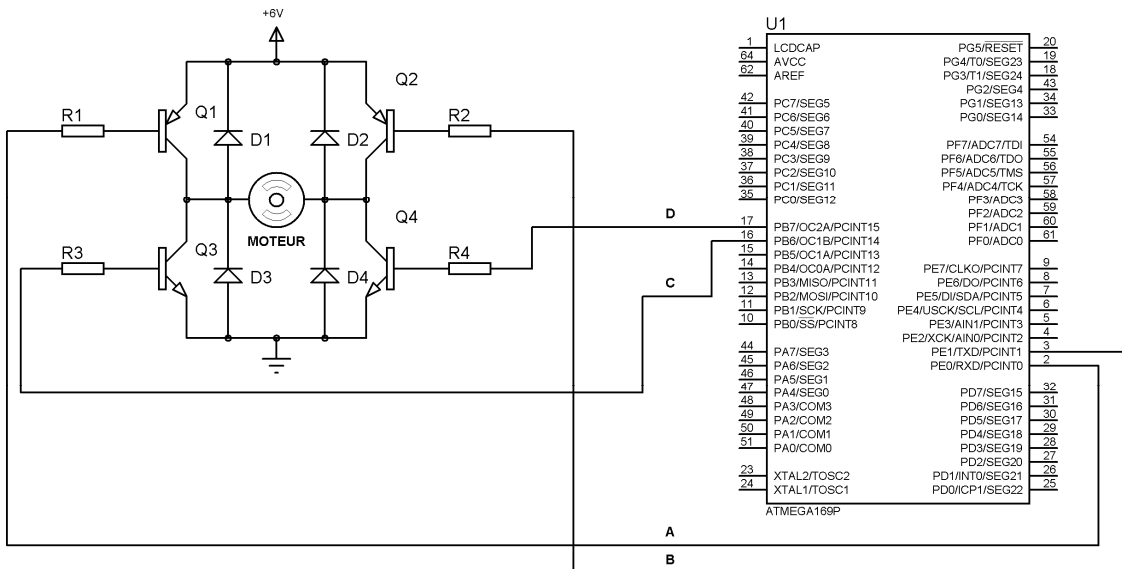 +6V
Q1
Q2
R1
R2
D1
D2
MOTEUR
Q3
Q4
R3
R4
D3
D4
D
C
A
B
U1
1 LCDCAP
64 AVCC
62 AREF
42 PC7/SEG5
41 PC6/SEG6
40 PC5/SEG7
39 PC4/SEG8
38 PC3/SEG9
37 PC2/SEG10
36 PC1/SEG11
35 PC0/SEG12
17 PB7/OC2A/PCINT15
16 PB6/OC1B/PCINT14
15 PB5/OC1A/PCINT13
14 PB4/OC0A/PCINT12
13 PB3/MISO/PCINT11
12 PB2/MOSI/PCINT10
11 PB1/SCK/PCINT9
10 PB0/SS/PCINT8
44 PA7/SEG3
45 PA6/SEG2
46 PA5/SEG1
47 PA4/SEG0
48 PA3/COM3
49 PA2/COM2
50 PA1/COM1
51 PA0/COM0
23 XTAL2/TOSC2
24 XTAL1/TOSC1
PG5/RESET 20
PG4/T0/SEG23 19
PG3/T1/SEG24 18
PG2/SEG4 43
PG1/SEG13 34
PG0/SEG14 33
PF7/ADC7/TDI 54
PF6/ADC6/TDO 55
PF5/ADC5/TMS 56
PF4/ADC4/TCK 57
PF3/ADC3 58
PF2/ADC2 59
PF1/ADC1 60
PF0/ADC0 61
PE7/CLKO/PCINT7 9
PE6/DO/PCINT6 8
PE5/DI/SDA/PCINT5 7
PE4/USCK/SCL/PCINT4 6
PE3/AIN1/PCINT3 5
PE2/XCK/AIN0/PCINT2 4
PE1/TXD/PCINT1 3
PE0/RXD/PCINT0 2
PD7/SEG15 32
PD6/SEG16 31
PD5/SEG17 30
PD4/SEG18 29
PD3/SEG19 28
PD2/SEG20 27
PD1/INT0/SEG21 26
PD0/ICP1/SEG22 25
ATMEGA169P